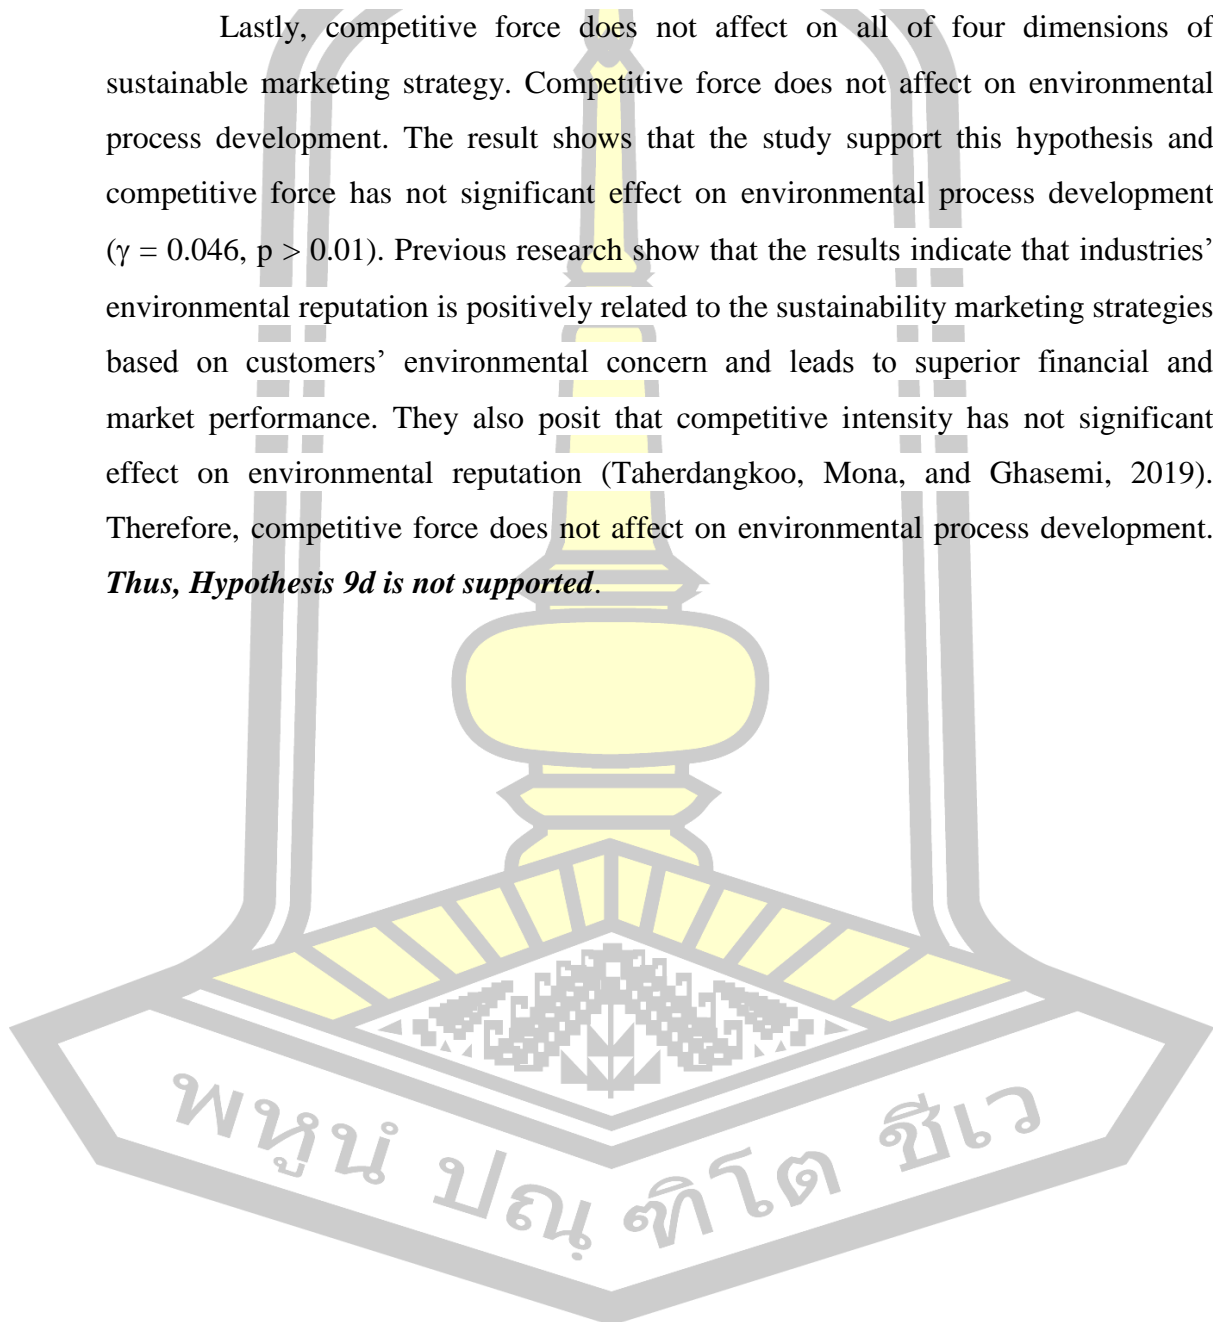 Lastly, competitive force does not affect on all of four dimensions of
sustainable marketing strategy. Competitive force does not affect on environmental
process development. The result shows that the study support this hypothesis and
competitive force has not significant effect on environmental process development
(γ = 0.046, p > 0.01). Previous research show that the results indicate that industries’
environmental reputation is positively related to the sustainability marketing strategies
based on customers’ environmental concern and leads to superior financial and
market performance. They also posit that competitive intensity has not significant
effect on environmental reputation (Taherdangkoo, Mona, and Ghasemi, 2019).
Therefore, competitive force does not affect on environmental process development.
Thus, Hypothesis 9d is not supported.
พหูนํ ปณฺฑิโต ชีเว